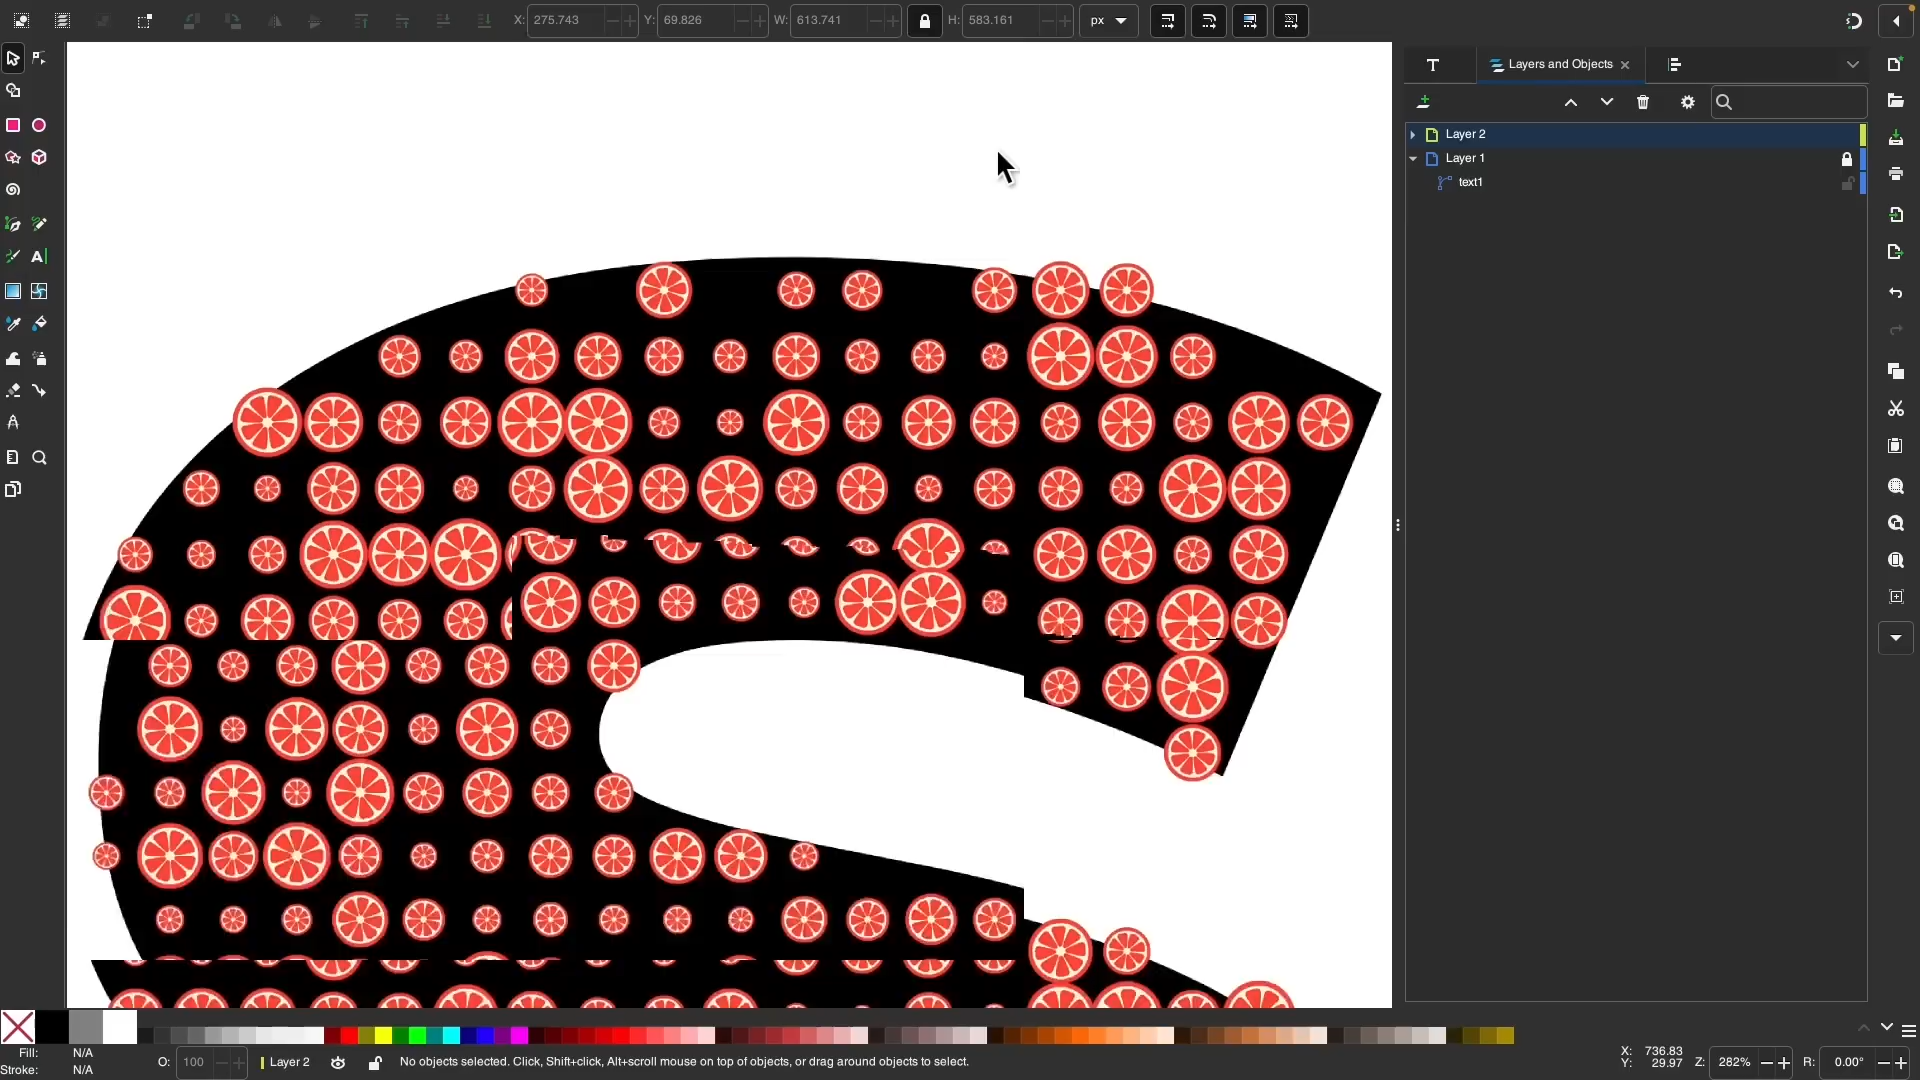 X: 275.743 Y: 69.826 W: 613.741 H: 583.161 px
T Layers and Objects
Layer 2
Layer 1
text1
A
Fill: N/A
Stroke: N/A
O: 100
Layer 2
No objects selected. Click, Shift+click, Alt+scroll mouse on top of objects, or drag around objects to select.
X: 736.83
Y: 29.97
Z: 282%
R: 0.00°